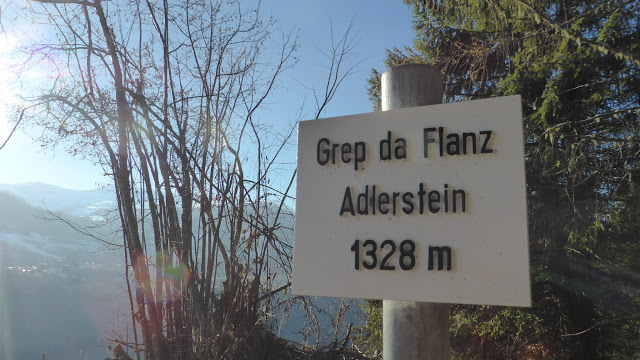 Grep da Flanz
Adlerstein
1328 m